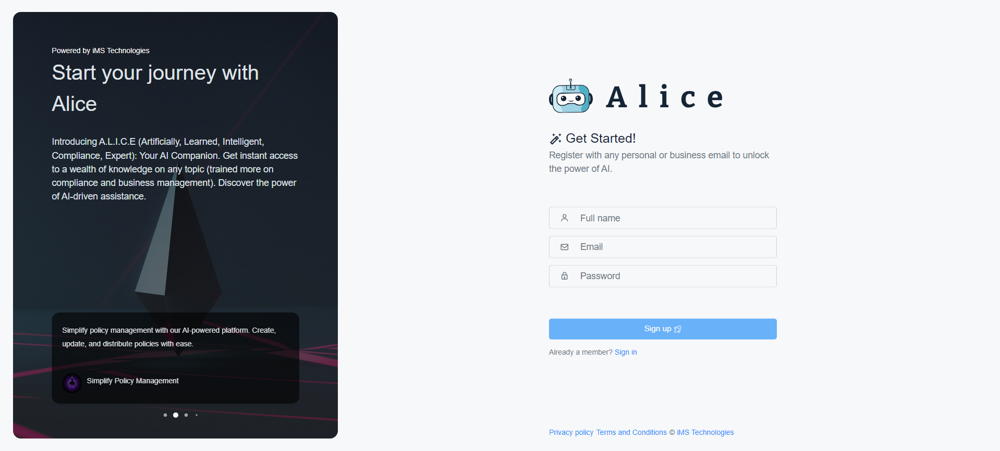 Powered by iMS Technologies
Start your journey with
Alice
Introducing A.L.I.C.E (Artificially, Learned, Intelligent,
Compliance, Expert): Your AI Companion. Get instant access
to a wealth of knowledge on any topic (trained more on
compliance and business management). Discover the power
of AI-driven assistance.
Simplify policy management with our AI-powered platform. Create,
update, and distribute policies with ease.
Simplify Policy Management
Alice
Get Started!
Register with any personal or business email to unlock
the power of AI.
Full name
Email
Password
Sign up
Already a member? Sign in
Privacy policy Terms and Conditions © iMS Technologies